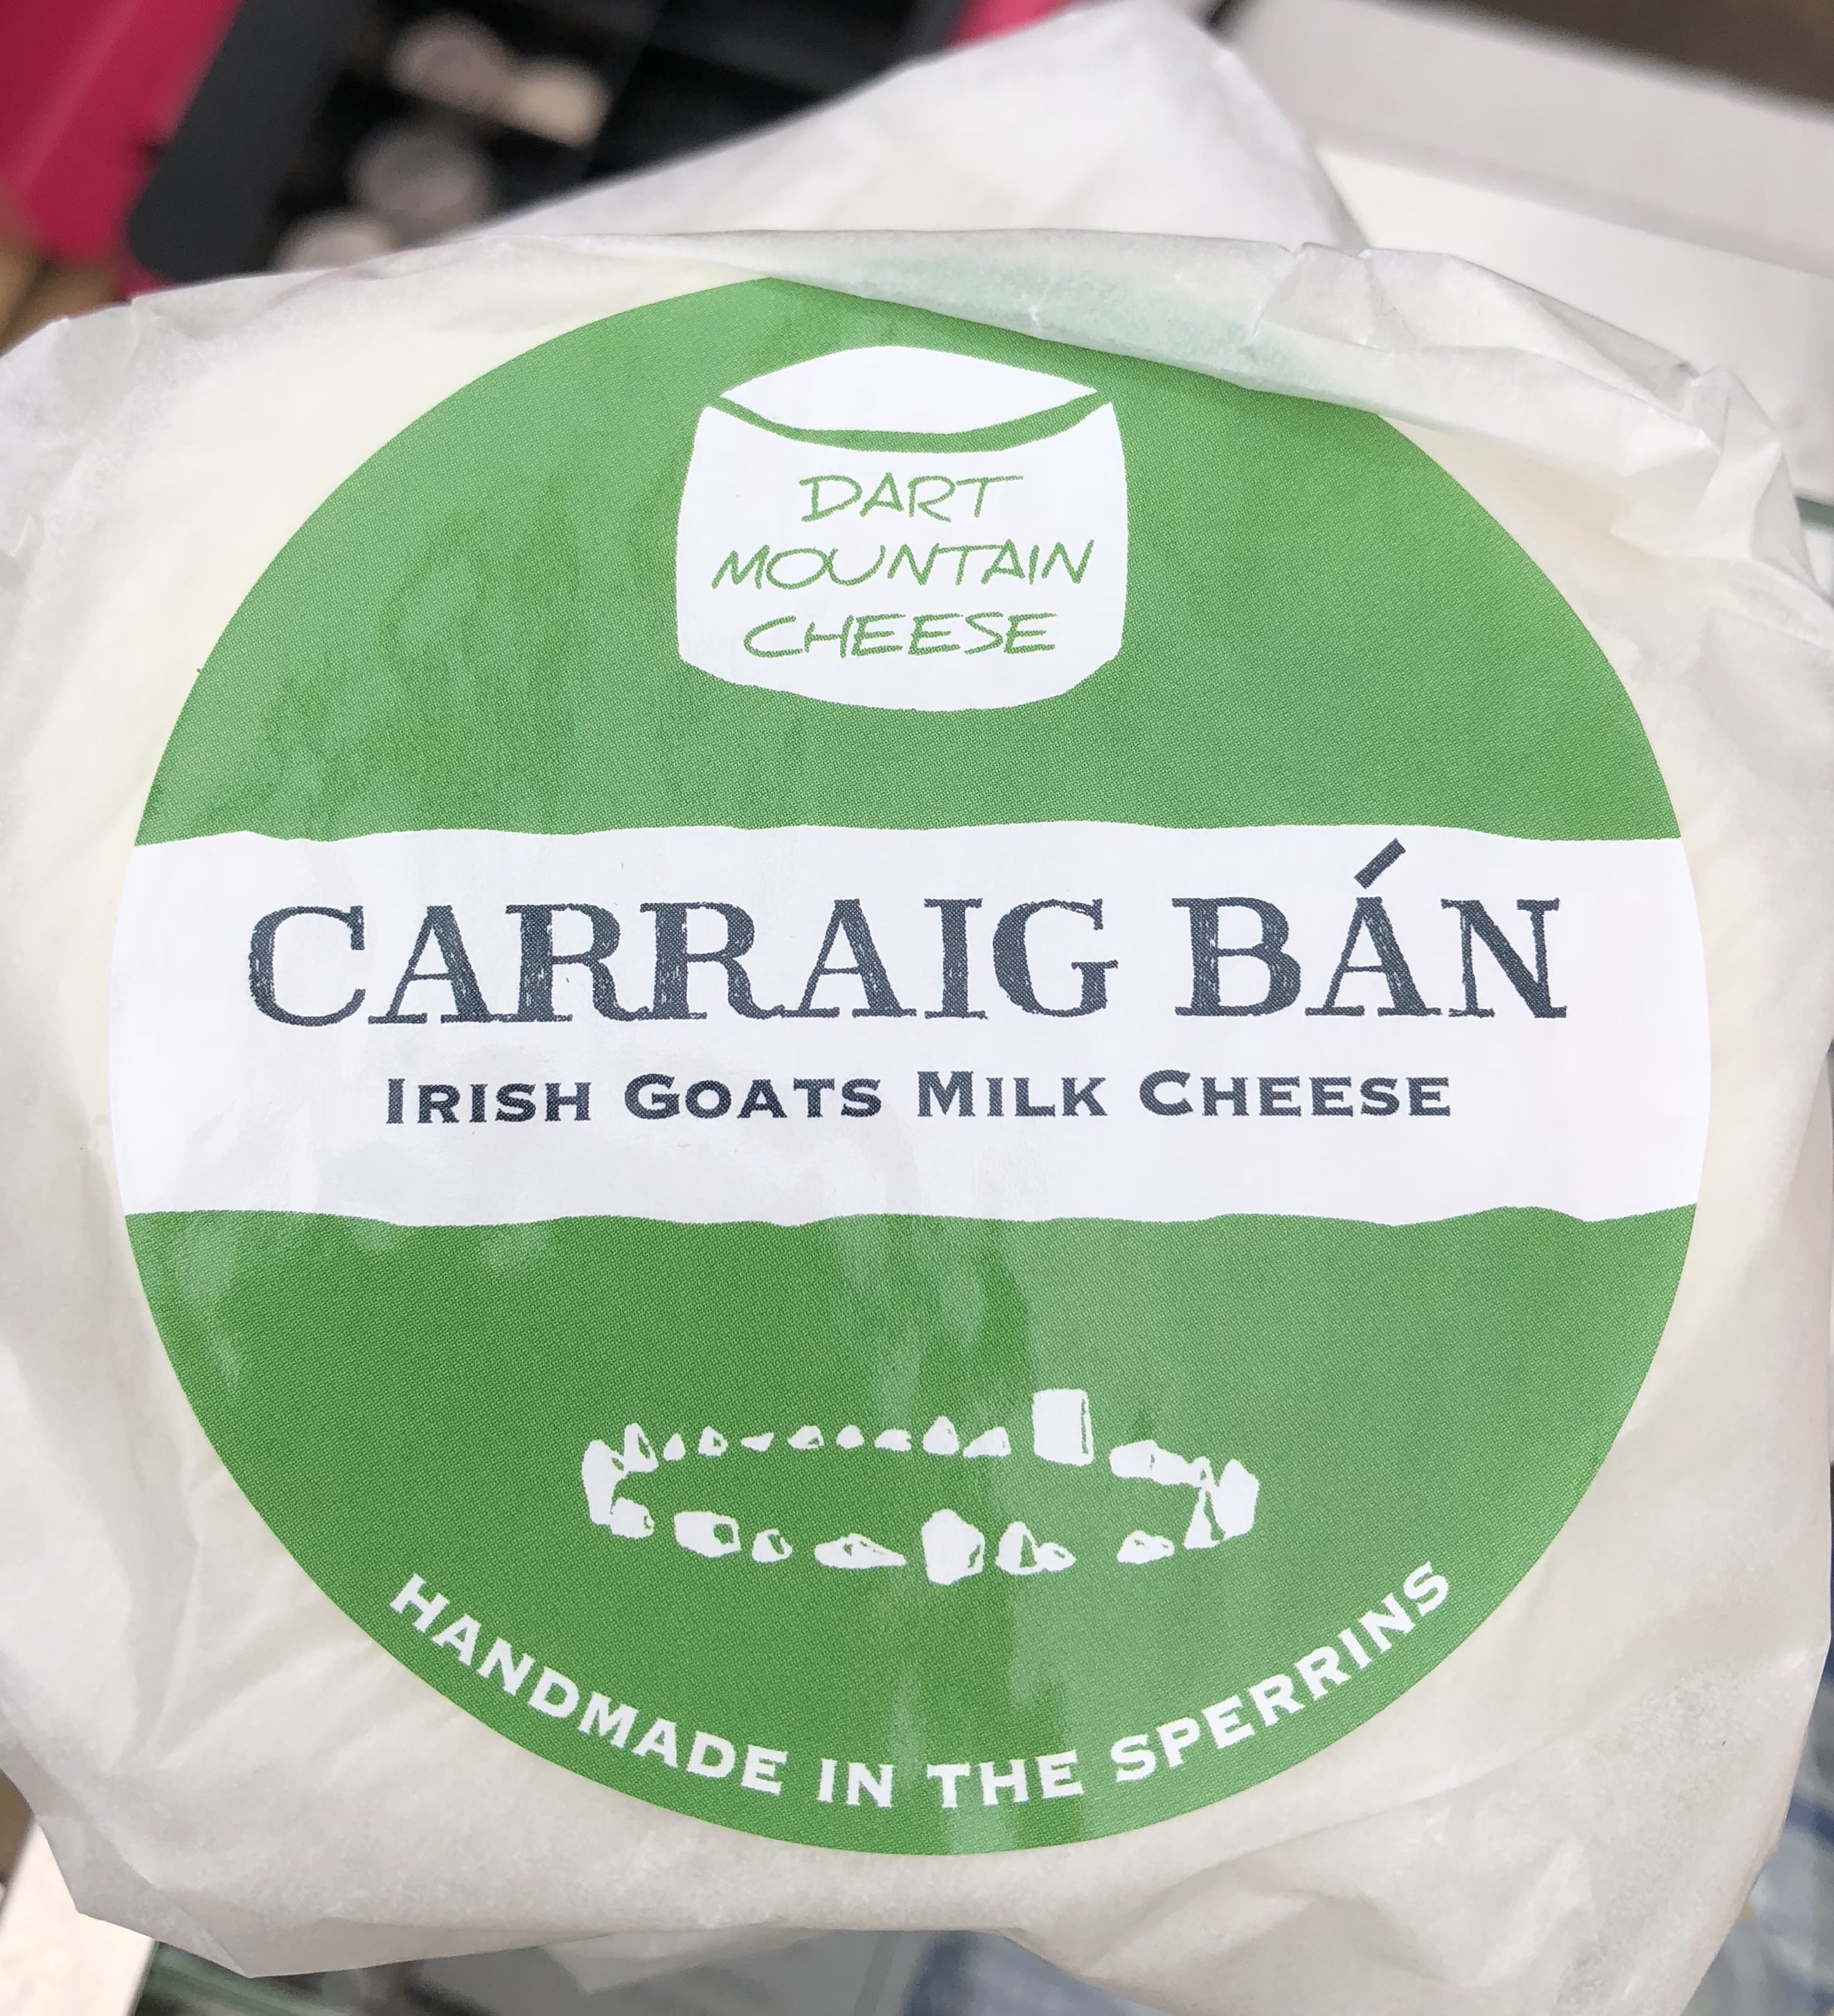 DART
MOUNTAIN
CHEESE
CARRAIG BÁN
IRISH GOATS MILK CHEESE
HANDMADE IN THE SPERRINS